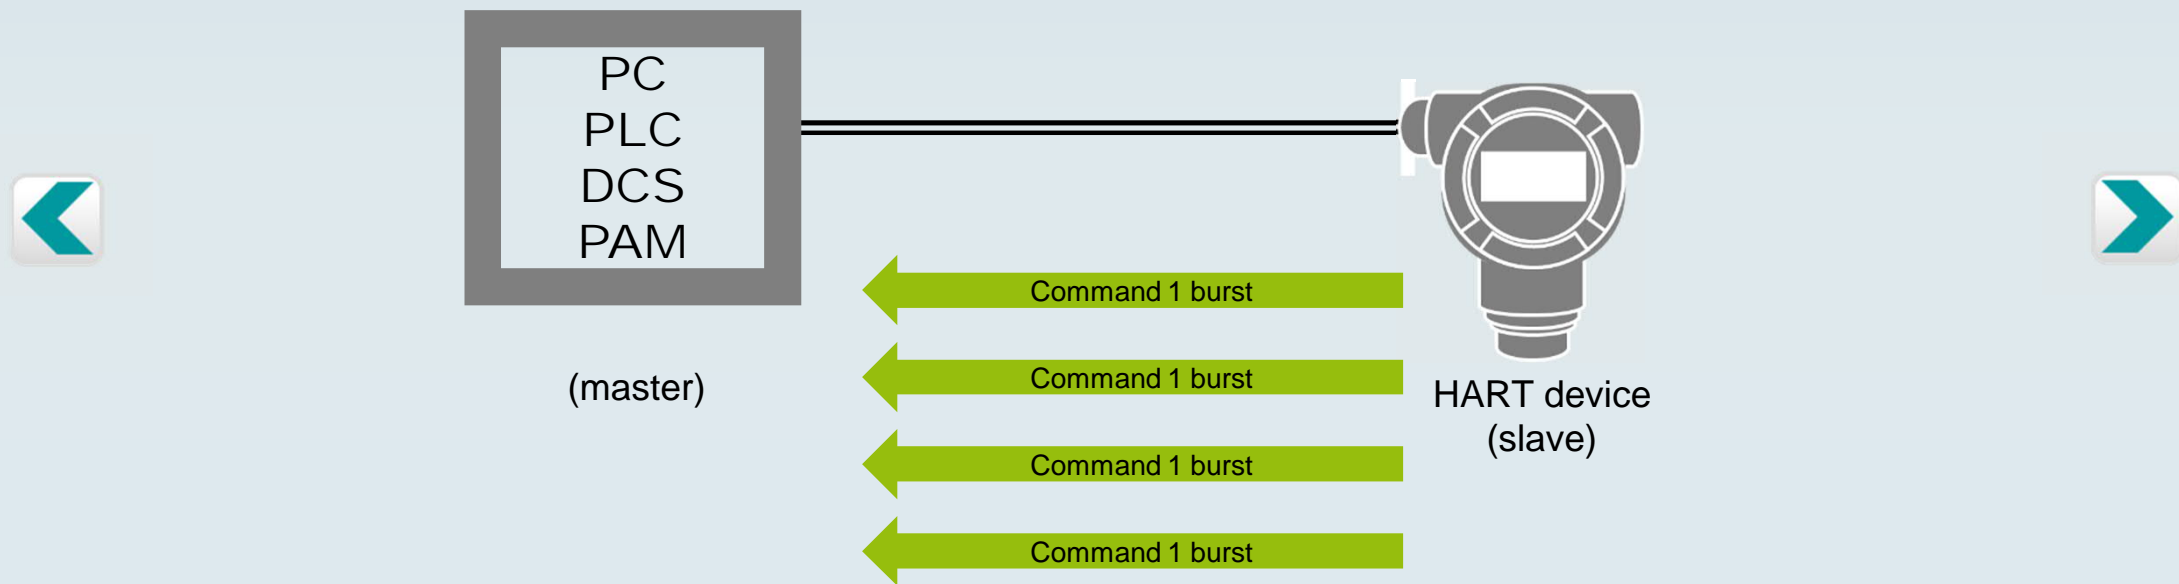 PC
PLC
DCS
PAM
(master)
Command 1 burst
Command 1 burst
Command 1 burst
Command 1 burst
HART device
(slave)